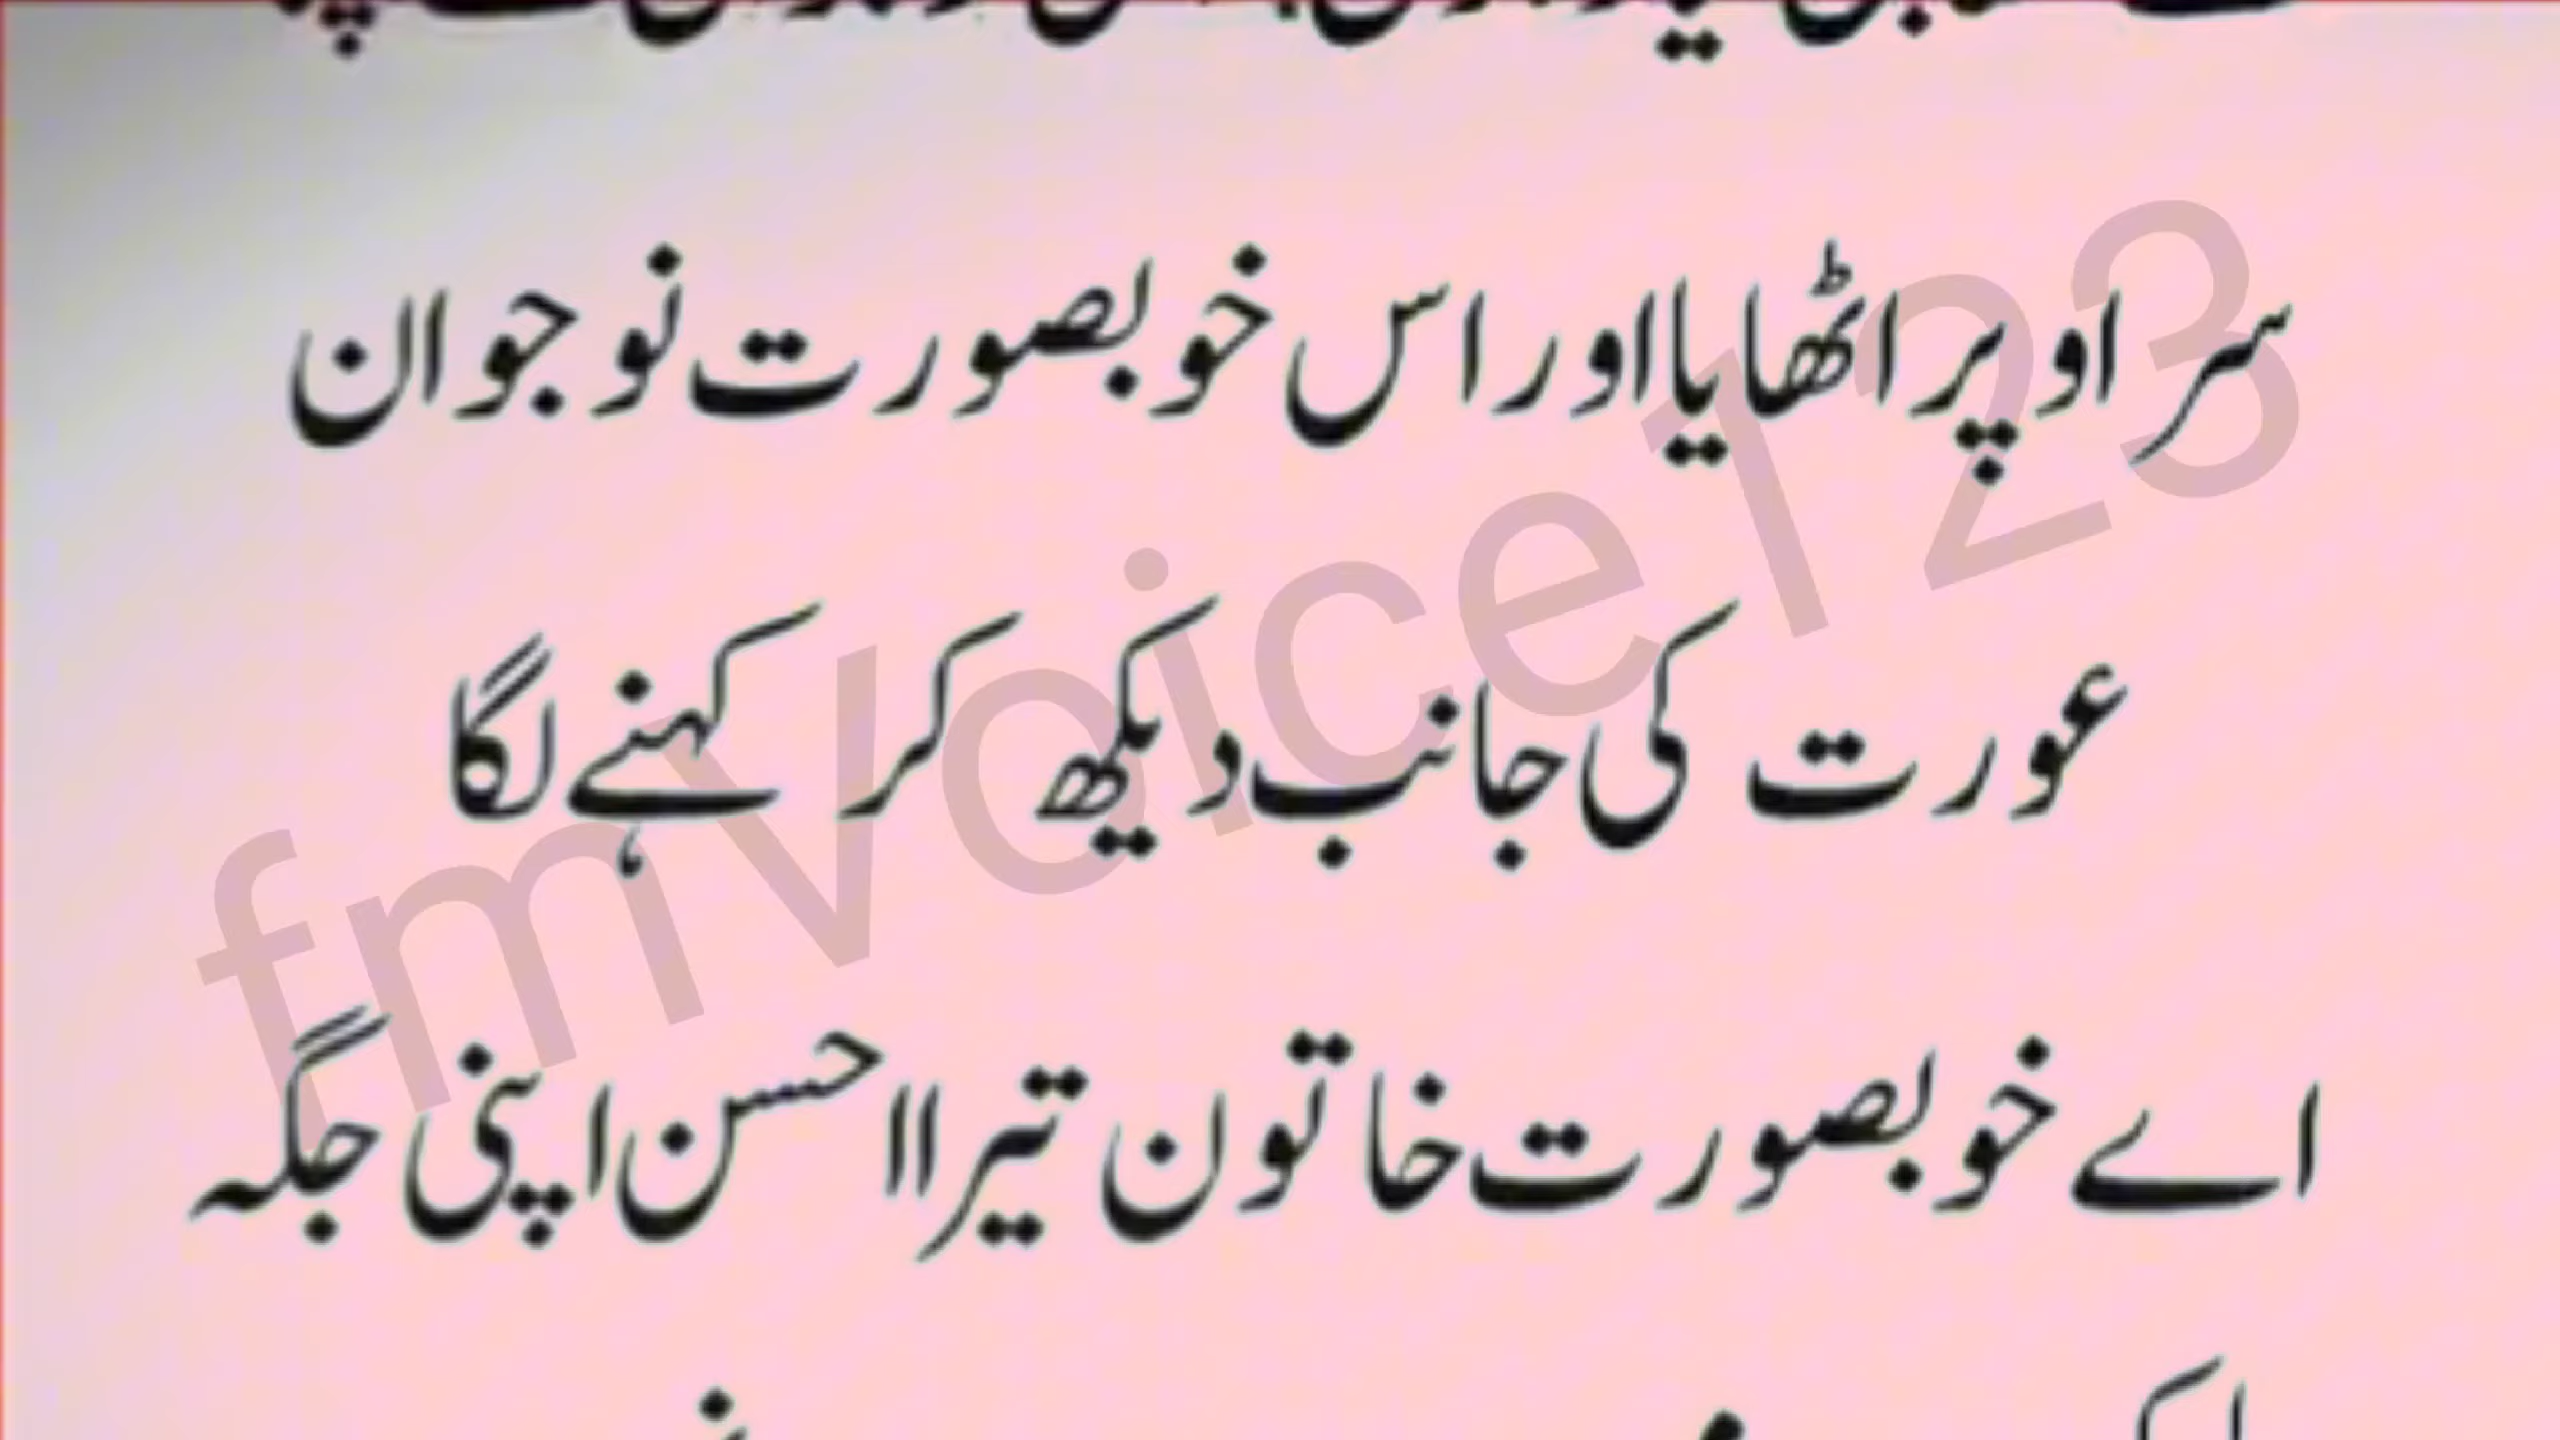 سر اوپر اٹھایا اور اس خوبصورت نوجوان
عورت کی جانب دیکھ کر کہنے لگا
اے خوبصورت خاتون تیرا احسن اپنی جگہ
fmvoice123